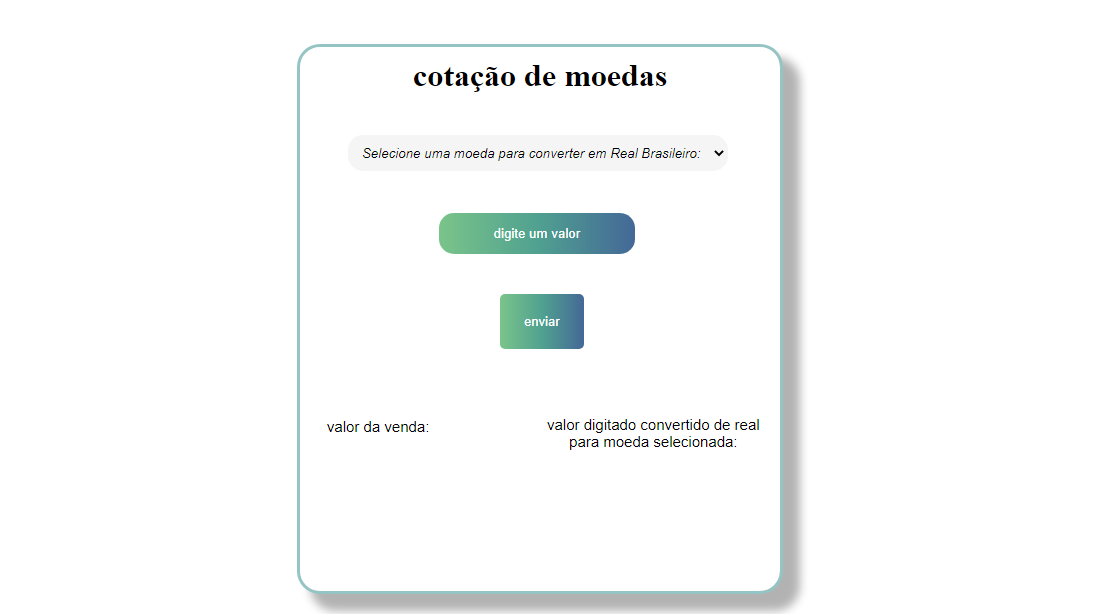 cotação de moedas
Selecione uma moeda para converter em Real Brasileiro:
digite um valor
enviar
valor da venda:
valor digitado convertido de real
para moeda selecionada: